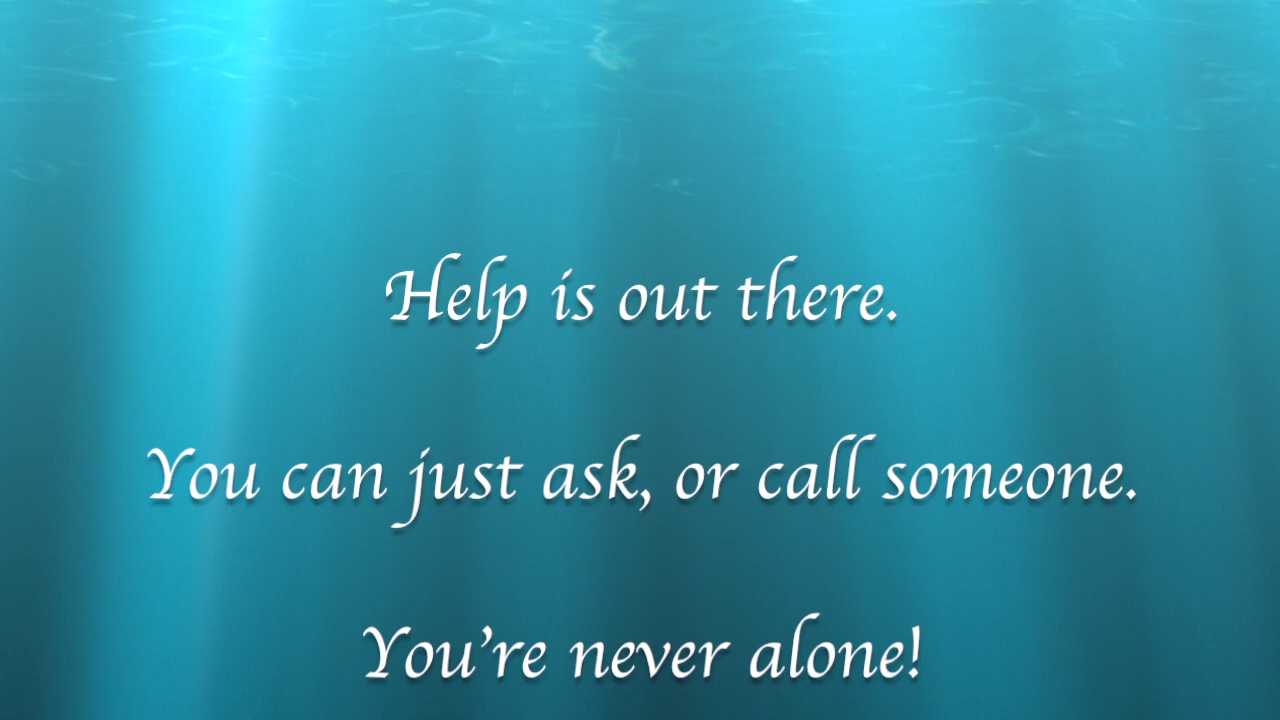 Help is out there.
You can just ask, or call someone.
You’re never alone!